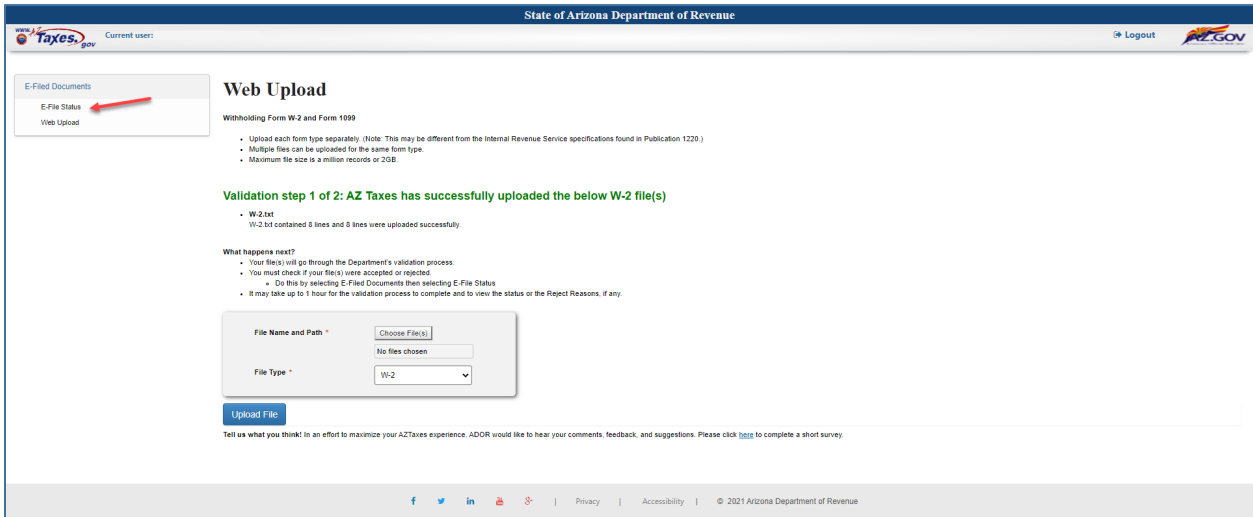 State of Arizona Department of Revenue
WWW. AZ Taxes. gov
Current user:
Logout
AZ.GOV
E-Filed Documents
E-File Status
Web Upload
Web Upload
Withholding Form W-2 and Form 1099
• Upload each form type separately. (Note: This may be different from the Internal Revenue Service specifications found in Publication 1220.)
• Multiple files can be uploaded for the same form type.
• Maximum file size is a million records or 2GB.
Validation step 1 of 2: AZ Taxes has successfully uploaded the below W-2 file(s)
• W-2.txt
W-2.txt contained 8 lines and 8 lines were uploaded successfully.
What happens next?
• Your file(s) will go through the Department's validation process.
• You must check if your file(s) were accepted or rejected.
Do this by selecting E-Filed Documents then selecting E-File Status
• It may take up to 1 hour for the validation process to complete and to view the status or the Reject Reasons, if any.
File Name and Path *
Choose File(s)
No files chosen
File Type *
W-2
Upload File
Tell us what you think! In an effort to maximize your AZTaxes experience, ADOR would like to hear your comments, feedback, and suggestions. Please click here to complete a short survey.
| Privacy | Accessibility | © 2021 Arizona Department of Revenue